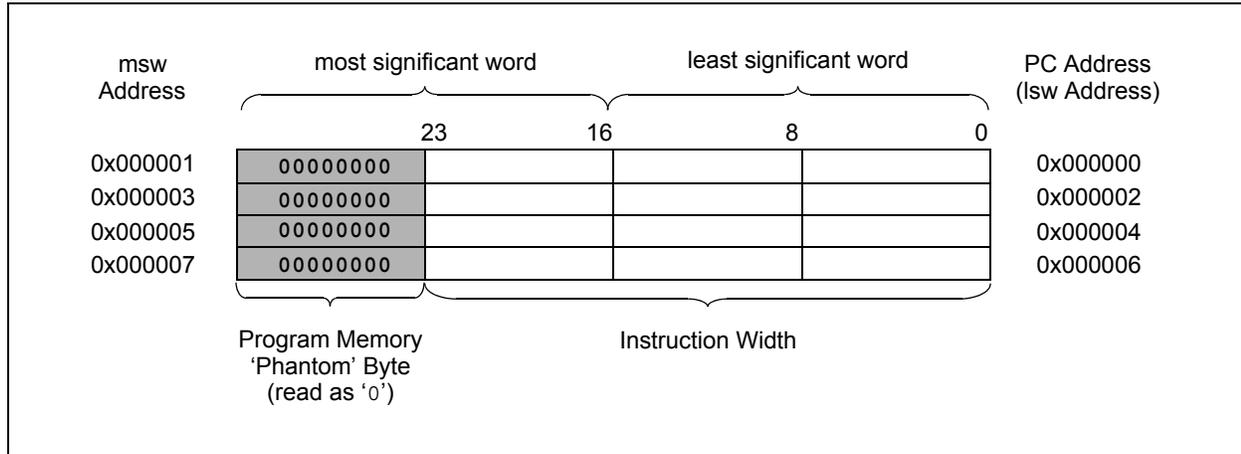 msw
Address
most significant word
least significant word
PC Address
(lsw Address)
23 16 8 0
0x000001 00000000 0x000000
0x000003 00000000 0x000002
0x000005 00000000 0x000004
0x000007 00000000 0x000006
Program Memory
‘Phantom’ Byte
(read as ‘0’)
Instruction Width